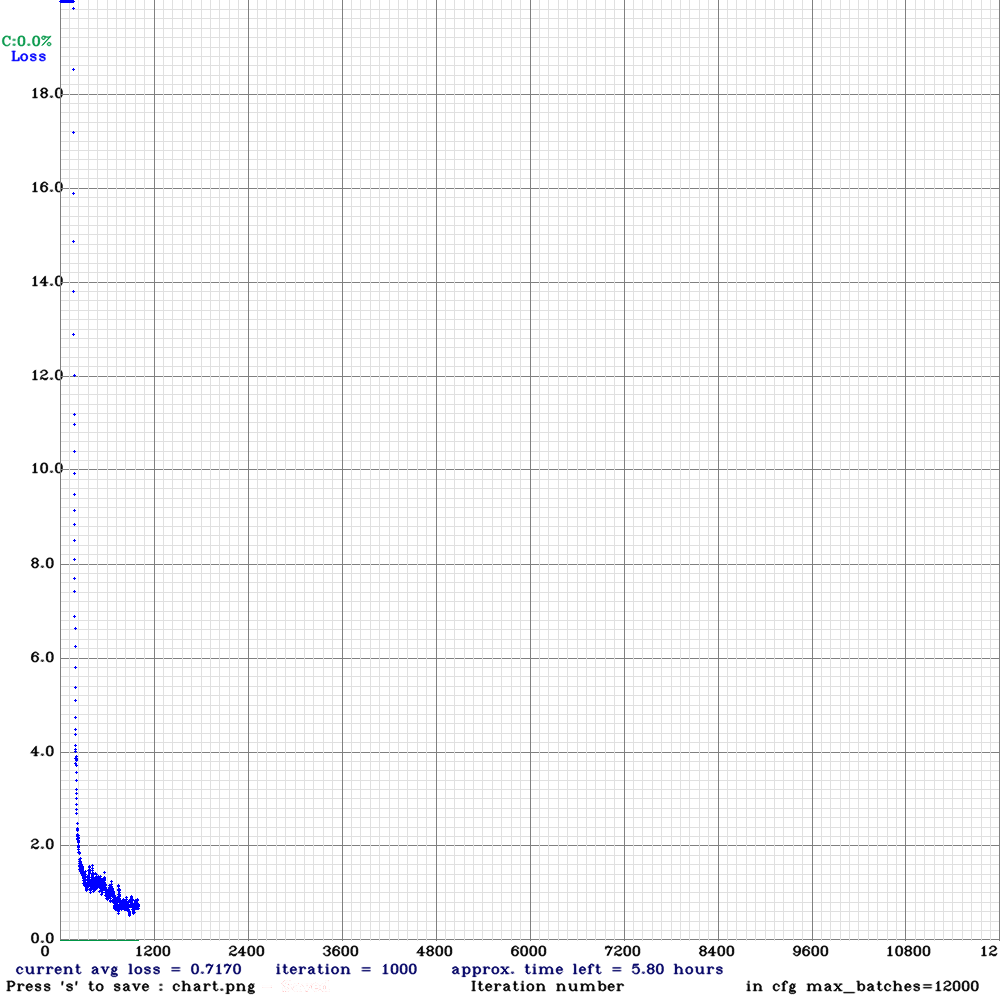 C:0.0%
Loss
18.0
16.0
14.0
12.0
10.0
8.0
6.0
4.0
2.0
0.0
0 1200 2400 3600 4800 6000 7200 8400 9600 10800 12
current avg loss = 0.7170 iteration = 1000 approx. time left = 5.80 hours
Press 's' to save : chart.png Iteration number in cfg max_batches=12000